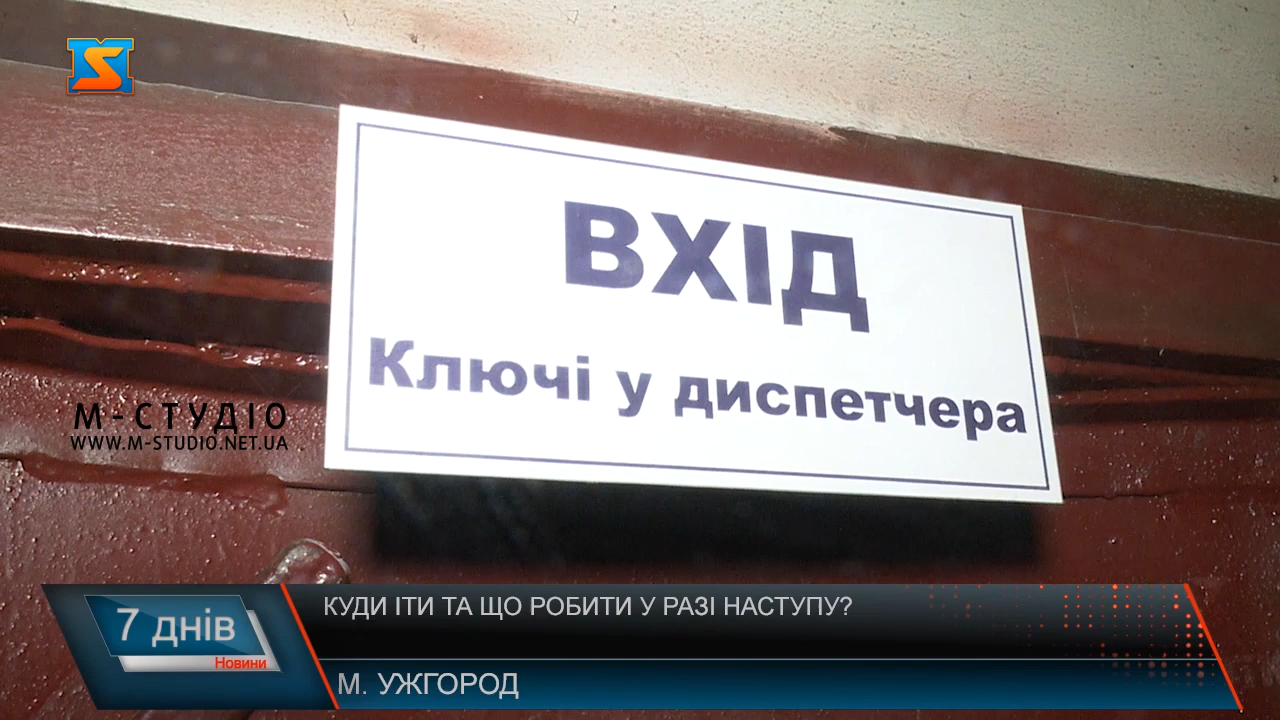 ВХІД
Ключі у диспетчера
М-СТУДІО
WWW.M-STUDIO.NET.UA
7 днів
Новини
КУДИ ІТИ ТА ЩО РОБИТИ У РАЗІ НАСТУПУ?
М. УЖГОРОД